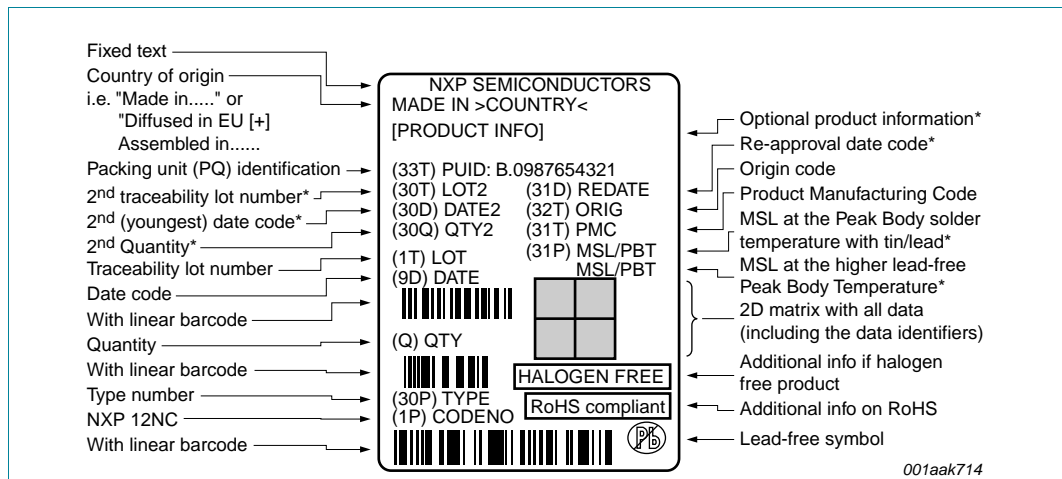 Fixed text
Country of origin
i.e. "Made in....." or
"Diffused in EU [+]
Assembled in......
Packing unit (PQ) identification
2nd traceability lot number*
2nd (youngest) date code*
2nd Quantity*
Traceability lot number
Date code
With linear barcode
Quantity
With linear barcode
Type number
NXP 12NC
With linear barcode
NXP SEMICONDUCTORS
MADE IN >COUNTRY<
[PRODUCT INFO]
(33T) PUID: B.0987654321
(30T) LOT2 (31D) REDATE
(30D) DATE2 (32T) ORIG
(30Q) QTY2 (31T) PMC
(31P) MSL/PBT
(1T) LOT MSL/PBT
(9D) DATE
(Q) QTY
HALOGEN FREE
(30P) TYPE
RoHS compliant
(1P) CODENO
Pb
Optional product information*
Re-approval date code*
Origin code
Product Manufacturing Code
MSL at the Peak Body solder
temperature with tin/lead*
MSL at the higher lead-free
Peak Body Temperature*
2D matrix with all data
(including the data identifiers)
Additional info if halogen
free product
Additional info on RoHS
Lead-free symbol
001aak714